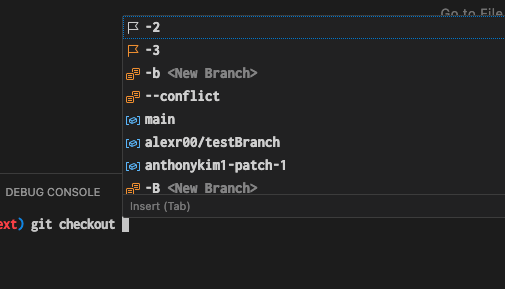 Go to File
-2
-3
-b <New Branch>
--conflict
main
alexr00/testBranch
anthonykim1-patch-1
-B <New Branch>
Insert (Tab)
DEBUG CONSOLE
ext) git checkout